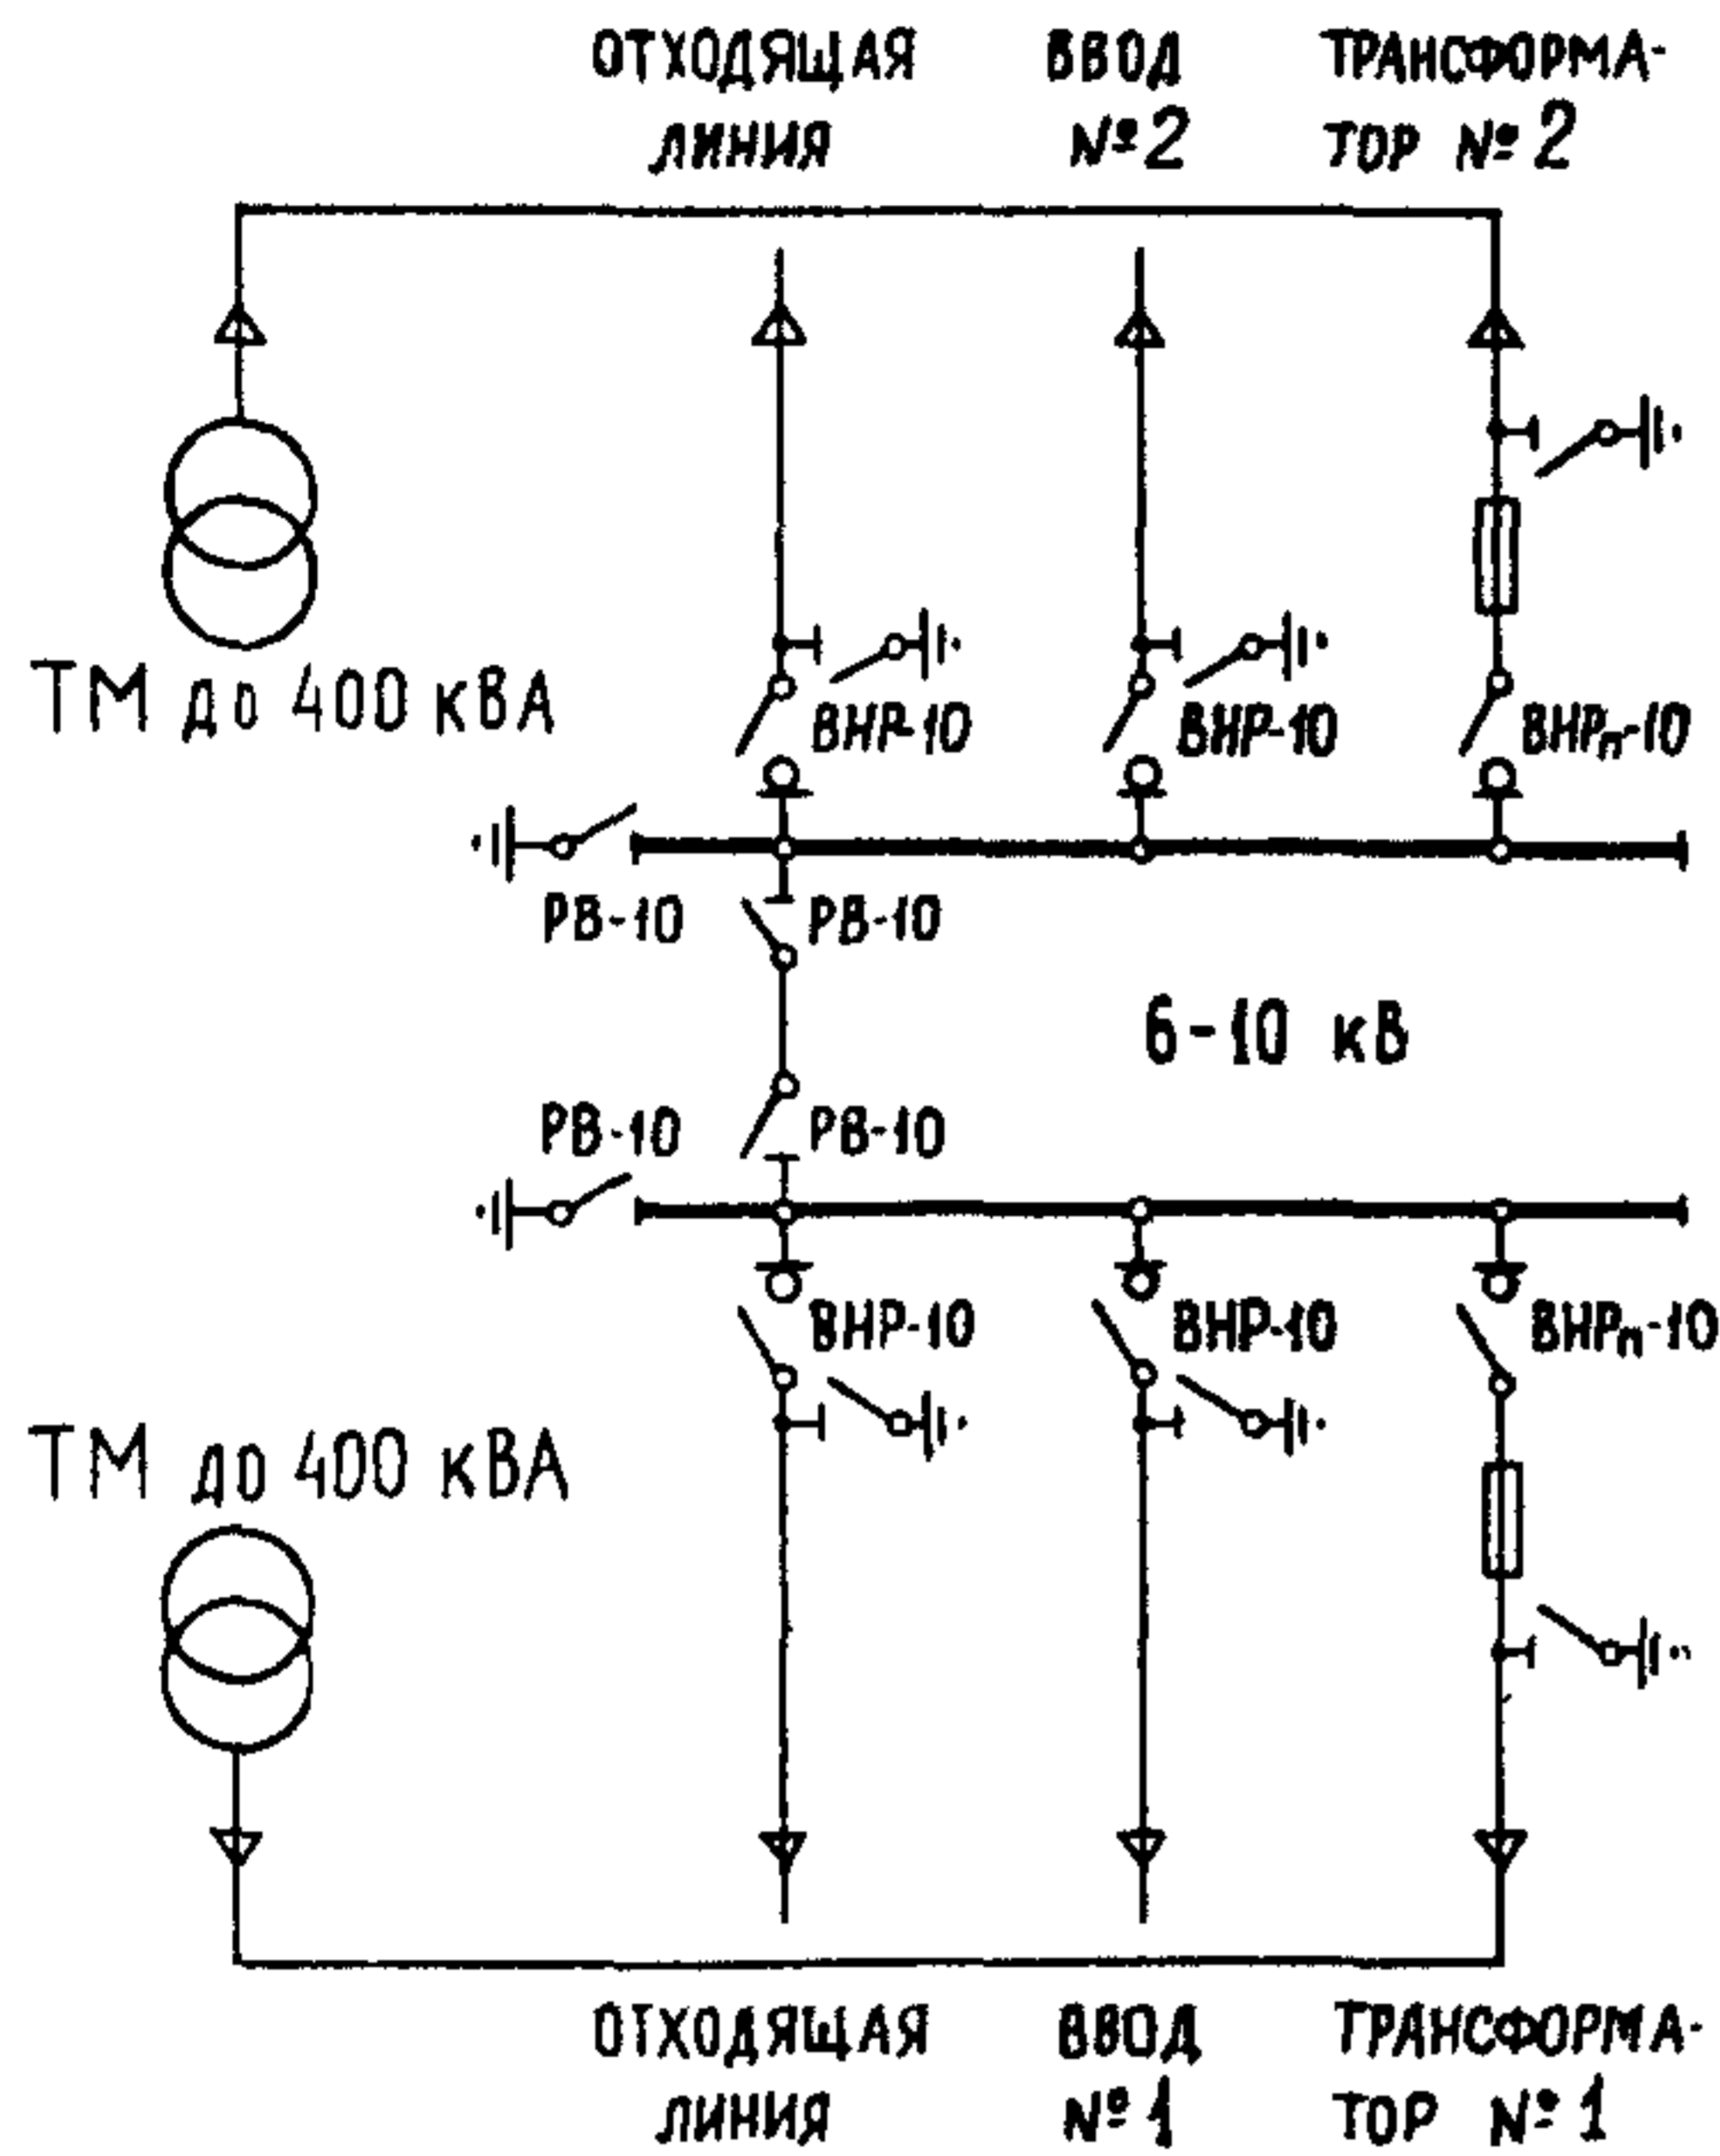 ОТХОДЯЩАЯ
ЛИНИЯ
ВВОД
№2
ТРАНСФОРМА-
ТОР №2
ТМ до 400 кВА
ВНР-10
ВНР-10
ВНРп-10
РВ-10
РВ-10
6-10 кВ
РВ-10
РВ-10
ВНР-10
ВНР-10
ВНРп-10
ТМ до 400 кВА
ОТХОДЯЩАЯ
ЛИНИЯ
ВВОД
№1
ТРАНСФОРМА-
ТОР №1